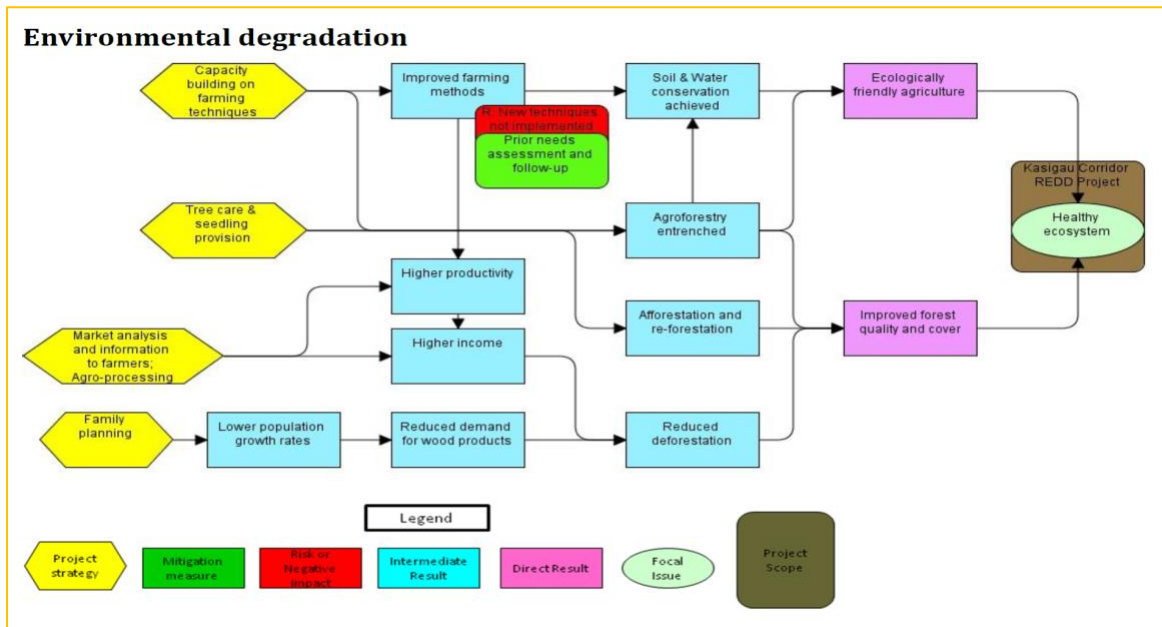 Environmental degradation
Capacity
building on
farming
techniques
Improved farming
methods
Soil & Water
conservation
achieved
Ecologically
friendly agriculture
R: New techniques
not implemented
Prior needs
assessment and
follow-up
Kasigau Corridor
REDD Project
Healthy
ecosystem
Tree care &
seedling
provision
Agroforestry
entrenched
Higher productivity
Afforestation and
re-forestation
Improved forest
quality and cover
Market analysis
and information
to farmers;
Agro-processing
Higher income
Family
planning
Lower population
growth rates
Reduced demand
for wood products
Reduced
deforestation
Legend
Project
strategy
Mitigation
measure
Risk or
Negative
impact
Intermediate
Result
Direct Result
Focal
Issue
Project
Scope